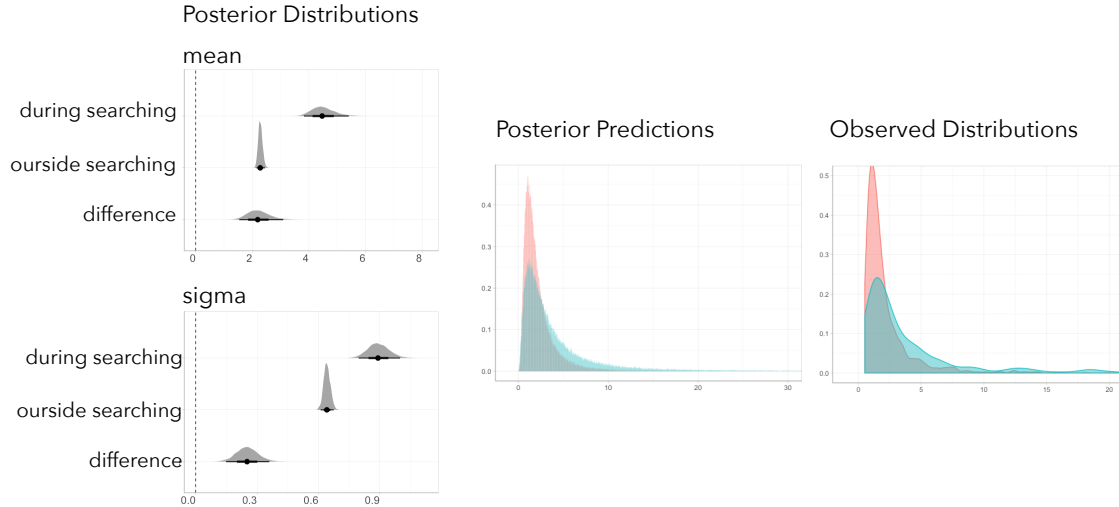 Posterior Distributions
mean
during searching
ourside searching
difference
0 2 4 6 8
sigma
during searching
ourside searching
difference
0.0 0.3 0.6 0.9
Posterior Predictions
0.4
0.3
0.2
0.1
0.0
0 10 20 30
Observed Distributions
0.5
0.4
0.3
0.2
0.1
0.0
0 5 10 15 20